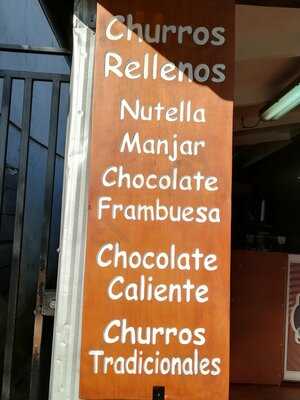 Churros
Rellenos
Nutella
Manjar
Chocolate
Frambuesa
Chocolate
Caliente
Churros
Tradicionales